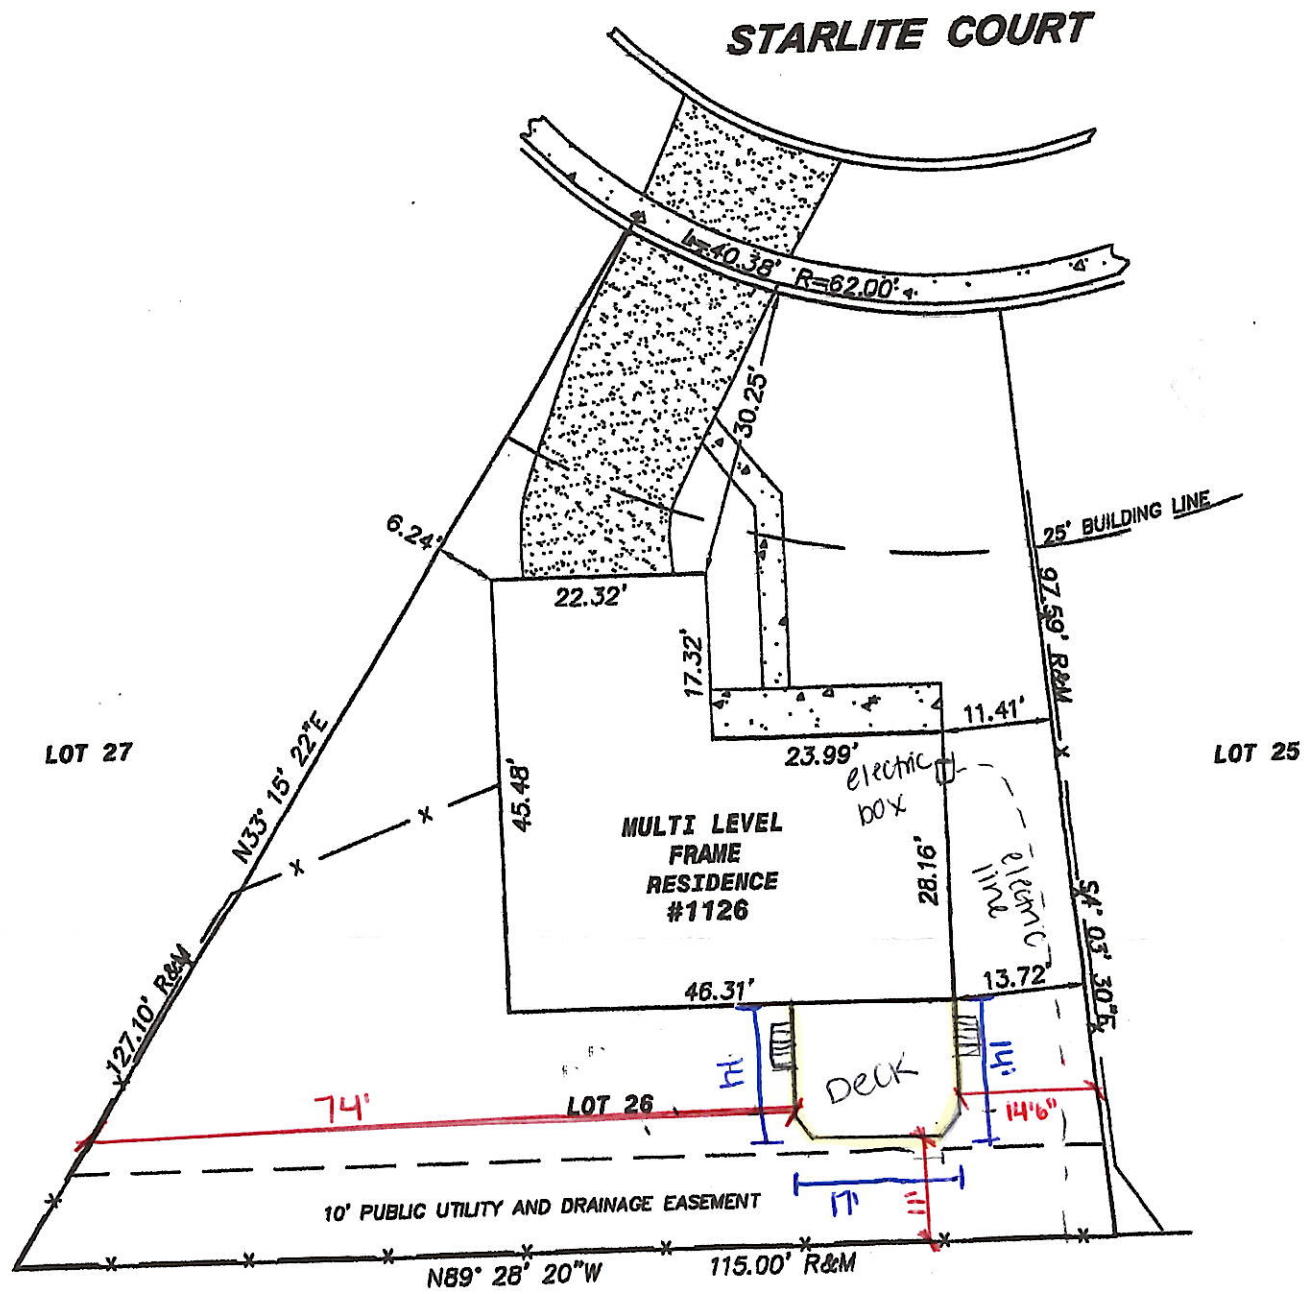 STARLITE COURT
L=40.38' R=62.00'
30.25'
25' BUILDING LINE
6.24'
22.32'
17.32'
97.59' R&M
11.41'
23.99'
LOT 27
LOT 25
N33° 15' 22"E
45.48'
electric
box
MULTI LEVEL
FRAME
RESIDENCE
#1126
28.16'
electric
line
S4° 03' 30"E
127.10' R&M
46.31'
13.72'
14'
Deck
14'
74'
LOT 26
14'6"
10' PUBLIC UTILITY AND DRAINAGE EASEMENT
17'
11'
N89° 28' 20"W
115.00' R&M